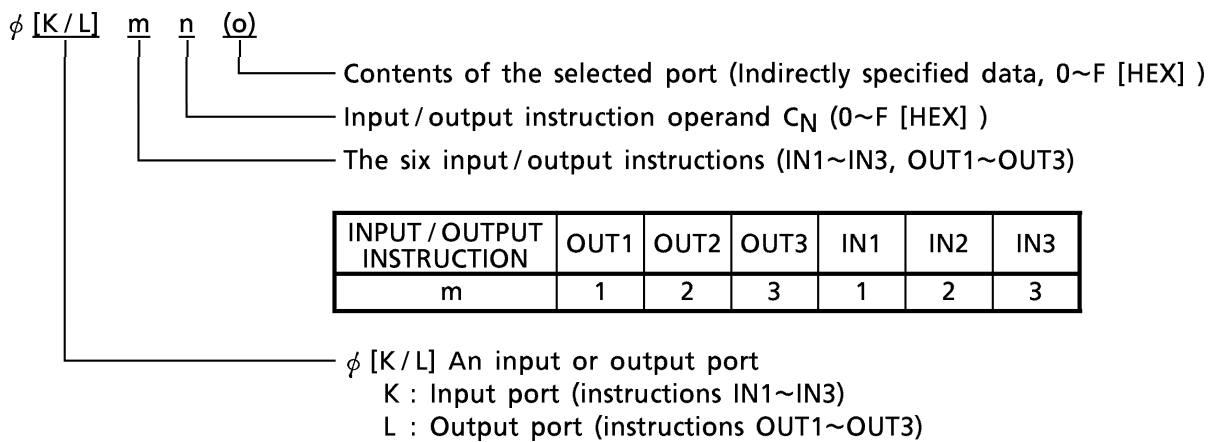 ϕ [K / L] m n (o)
Contents of the selected port (Indirectly specified data, 0~F [HEX] )
Input / output instruction operand CN (0~F [HEX] )
The six input / output instructions (IN1~IN3, OUT1~OUT3)
INPUT / OUTPUT INSTRUCTION OUT1 OUT2 OUT3 IN1 IN2 IN3
m 1 2 3 1 2 3
ϕ [K / L] An input or output port
K : Input port (instructions IN1~IN3)
L : Output port (instructions OUT1~OUT3)